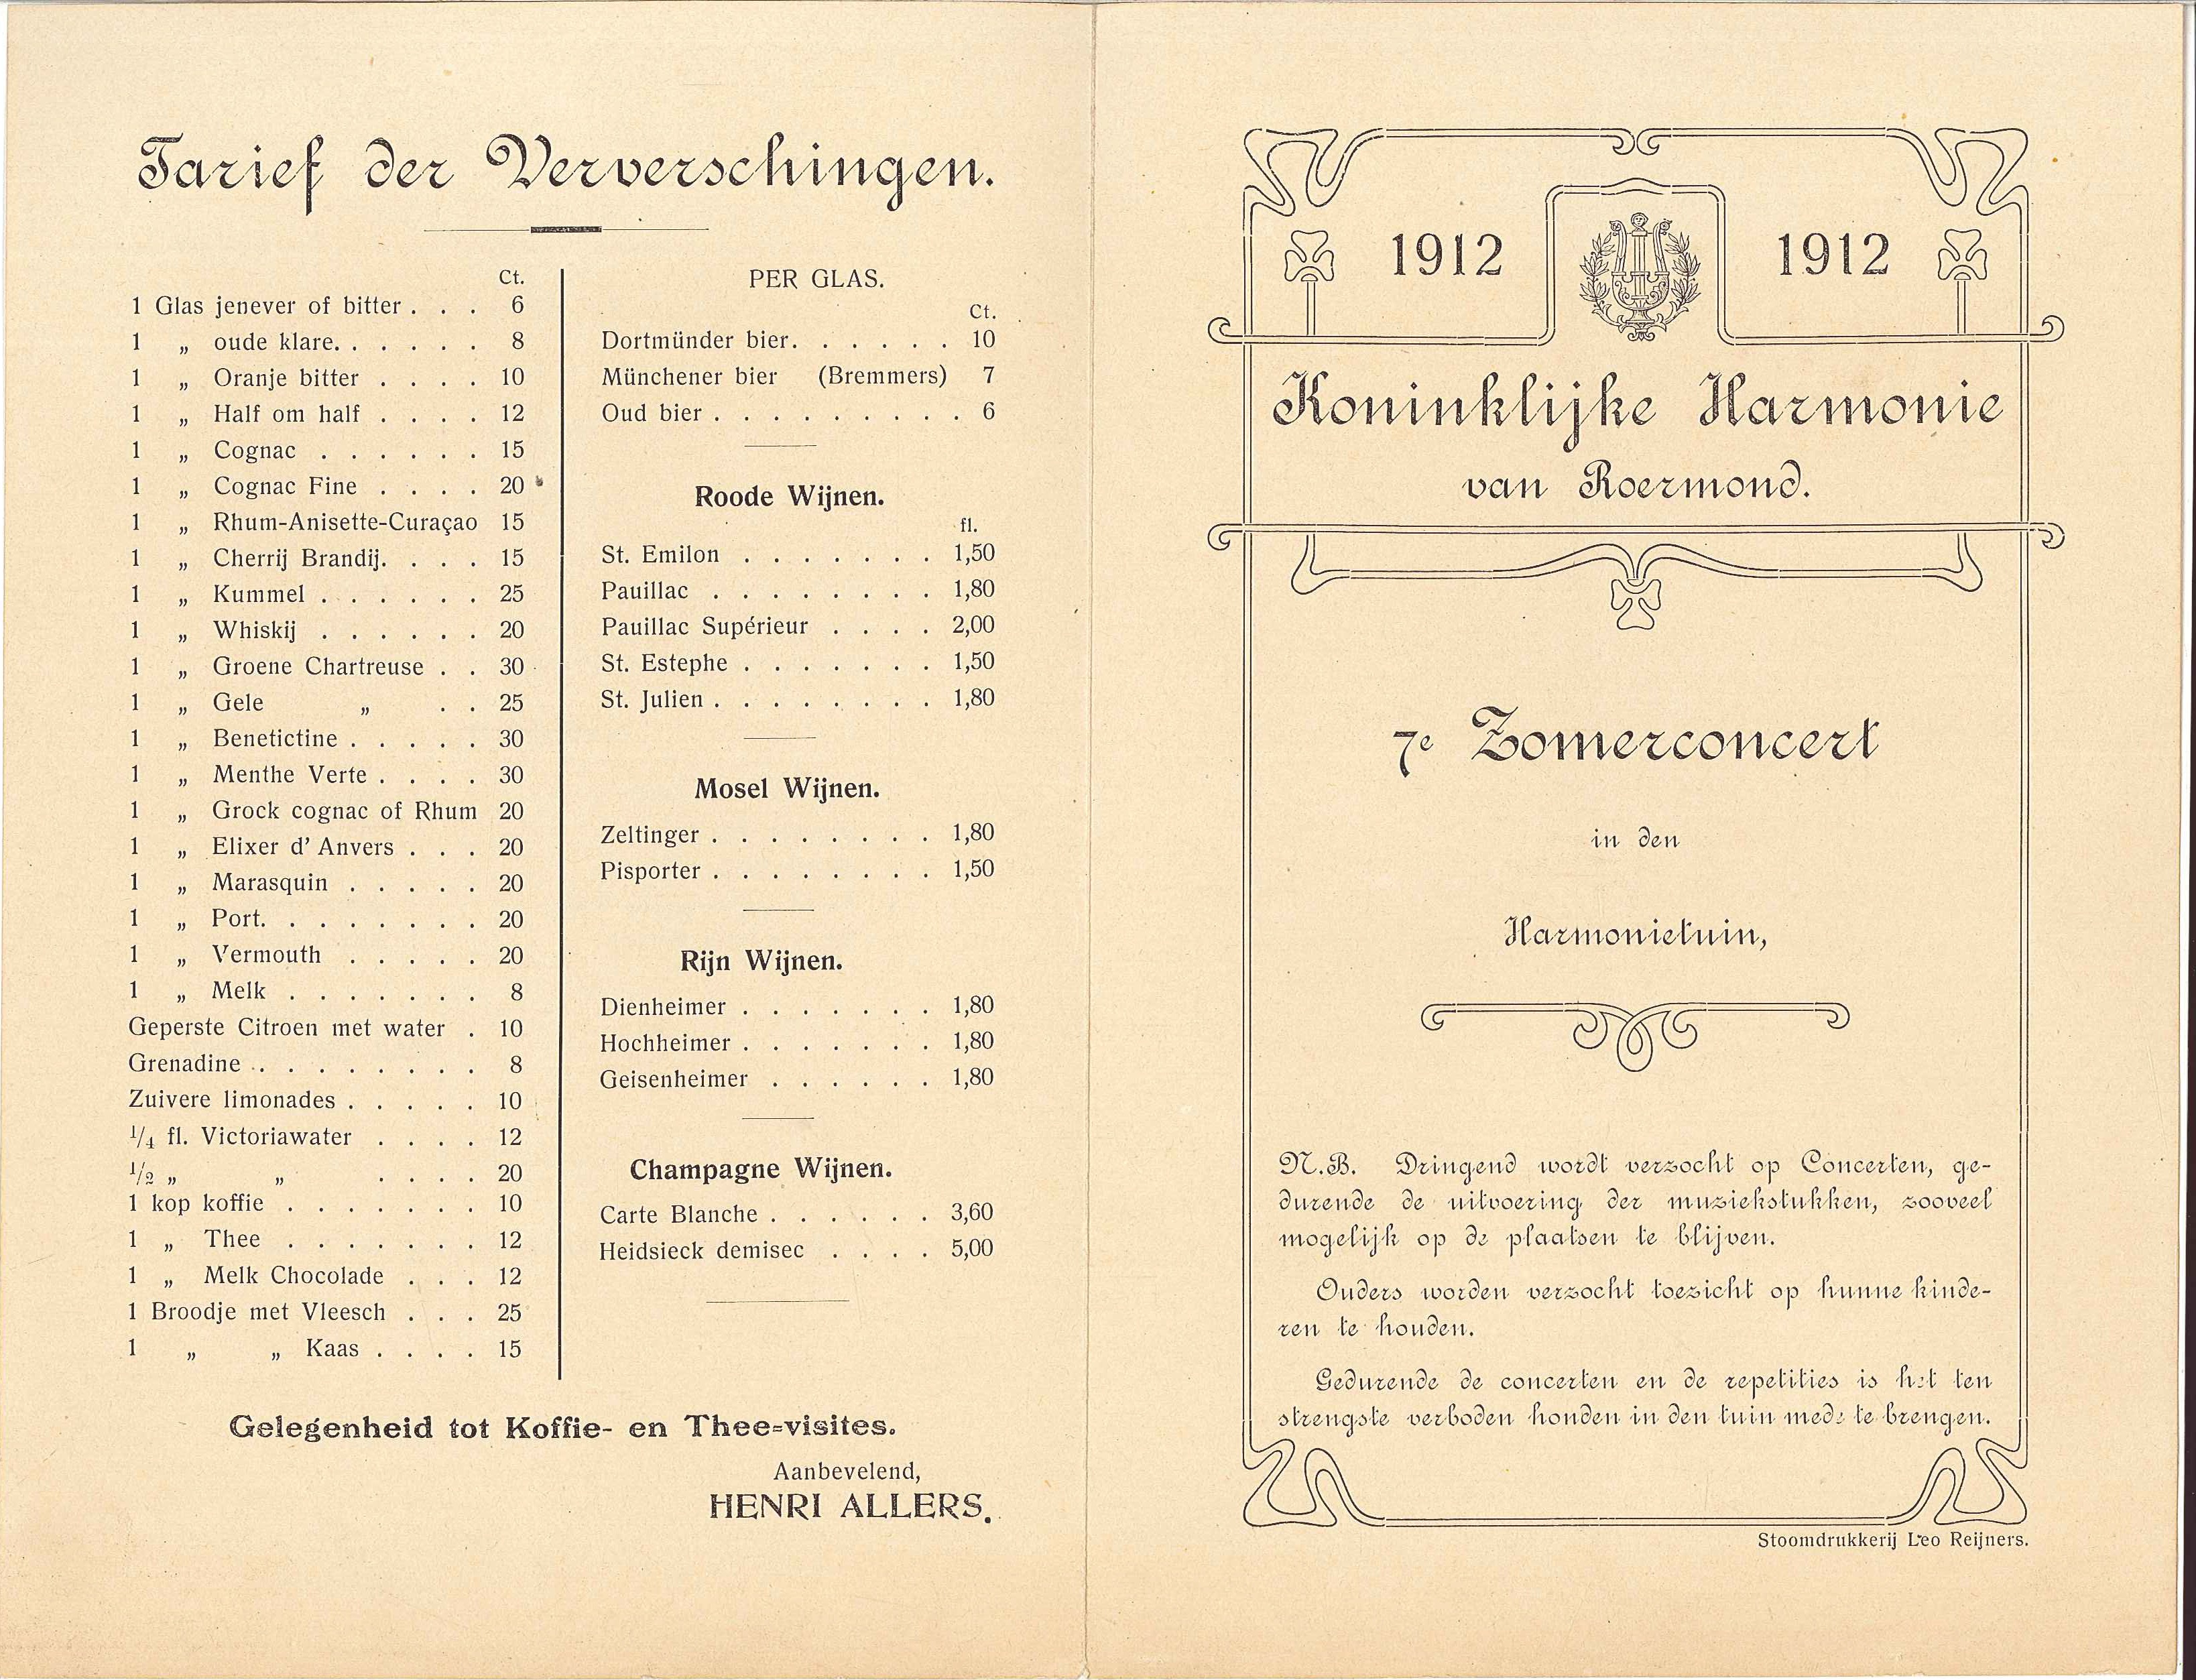 Tarief der Ververschingen.
Ct.
1 Glas jenever of bitter . . . 6
1 „ oude klare. . . . . . 8
1 „ Oranje bitter . . . . 10
1 „ Half om half . . . . 12
1 „ Cognac . . . . . . 15
1 „ Cognac Fine . . . . 20
1 „ Rhum-Anisette-Curaçao 15
1 „ Cherrij Brandij. . . . 15
1 „ Kummel . . . . . . 25
1 „ Whiskij . . . . . . 20
1 „ Groene Chartreuse . . 30
1 „ Gele „ . . 25
1 „ Benetictine . . . . . 30
1 „ Menthe Verte . . . . 30
1 „ Grock cognac of Rhum 20
1 „ Elixer d' Anvers . . . 20
1 „ Marasquin . . . . . 20
1 „ Port. . . . . . . . 20
1 „ Vermouth . . . . . 20
1 „ Melk . . . . . . . 8
Geperste Citroen met water . 10
Grenadine . . . . . . . . 8
Zuivere limonades . . . . . 10
1/4 fl. Victoriawater . . . . 12
1/2 „ „ . . . . 20
1 kop koffie . . . . . . . 10
1 „ Thee . . . . . . . 12
1 „ Melk Chocolade . . . 12
1 Broodje met Vleesch . . . 25
1 „ „ Kaas . . . . 15
PER GLAS.
Ct.
Dortmünder bier. . . . . . 10
Münchener bier (Bremmers) 7
Oud bier . . . . . . . . . 6
Roode Wijnen.
fl.
St. Emilon . . . . . . . 1,50
Pauillac . . . . . . . . 1,80
Pauillac Supérieur . . . . 2,00
St. Estephe . . . . . . . 1,50
St. Julien . . . . . . . . 1,80
Mosel Wijnen.
Zeltinger . . . . . . . . 1,80
Pisporter . . . . . . . . 1,50
Rijn Wijnen.
Dienheimer . . . . . . . 1,80
Hochheimer . . . . . . . 1,80
Geisenheimer . . . . . . 1,80
Champagne Wijnen.
Carte Blanche . . . . . . 3,60
Heidsieck demisec . . . . 5,00
Gelegenheid tot Koffie- en Thee-visites.
Aanbevelend,
HENRI ALLERS.
1912 1912
Koninklijke Harmonie
van Roermond.
7e Zomerconcert
in den
Harmonietuin,
N.B. Dringend wordt verzocht op Concerten, ge-
durende de uitvoering der muziekstukken, zooveel
mogelijk op de plaatsen te blijven.
Ouders worden verzocht toezicht op hunne kinde-
ren te houden.
Gedurende de concerten en de repetities is het ten
strengste verboden honden in den tuin mede te brengen.
Stoomdrukkerij Leo Reijners.